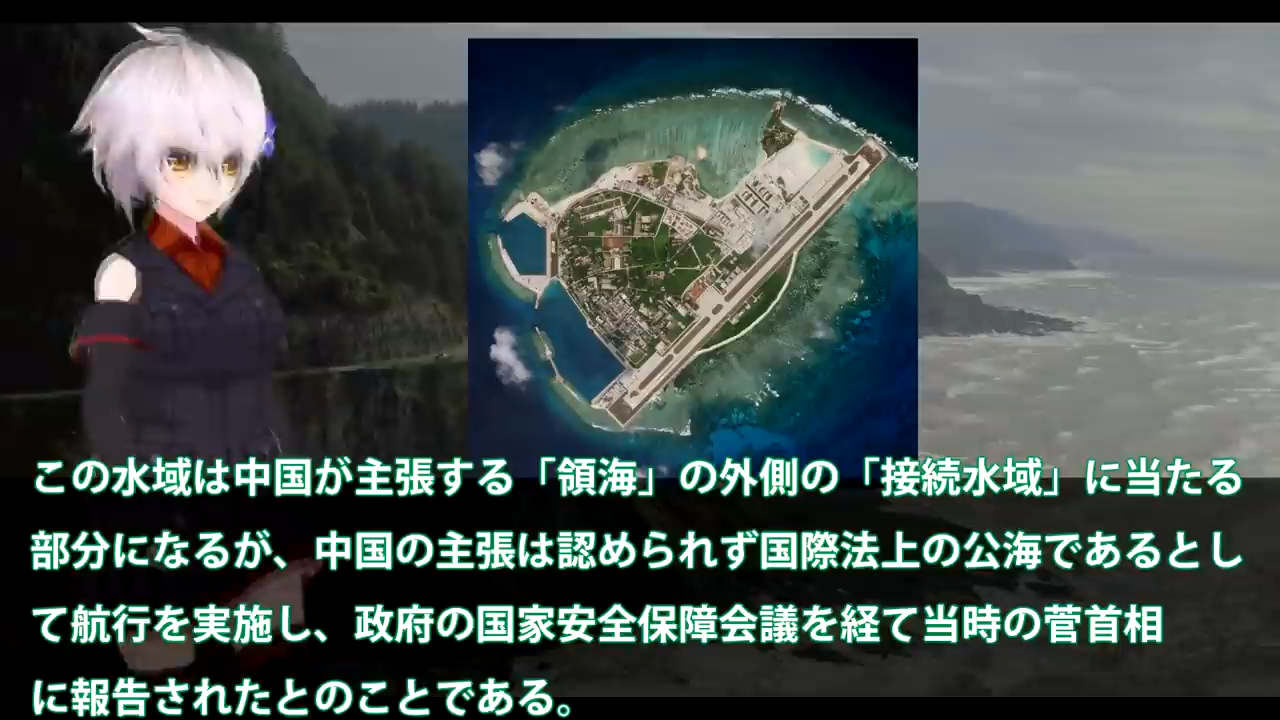 この水域は中国が主張する「領海」の外側の「接続水域」に当たる
部分になるが、中国の主張は認められず国際法上の公海であるとし
て航行を実施し、政府の国家安全保障会議を経て当時の菅首相
に報告されたとのことである。